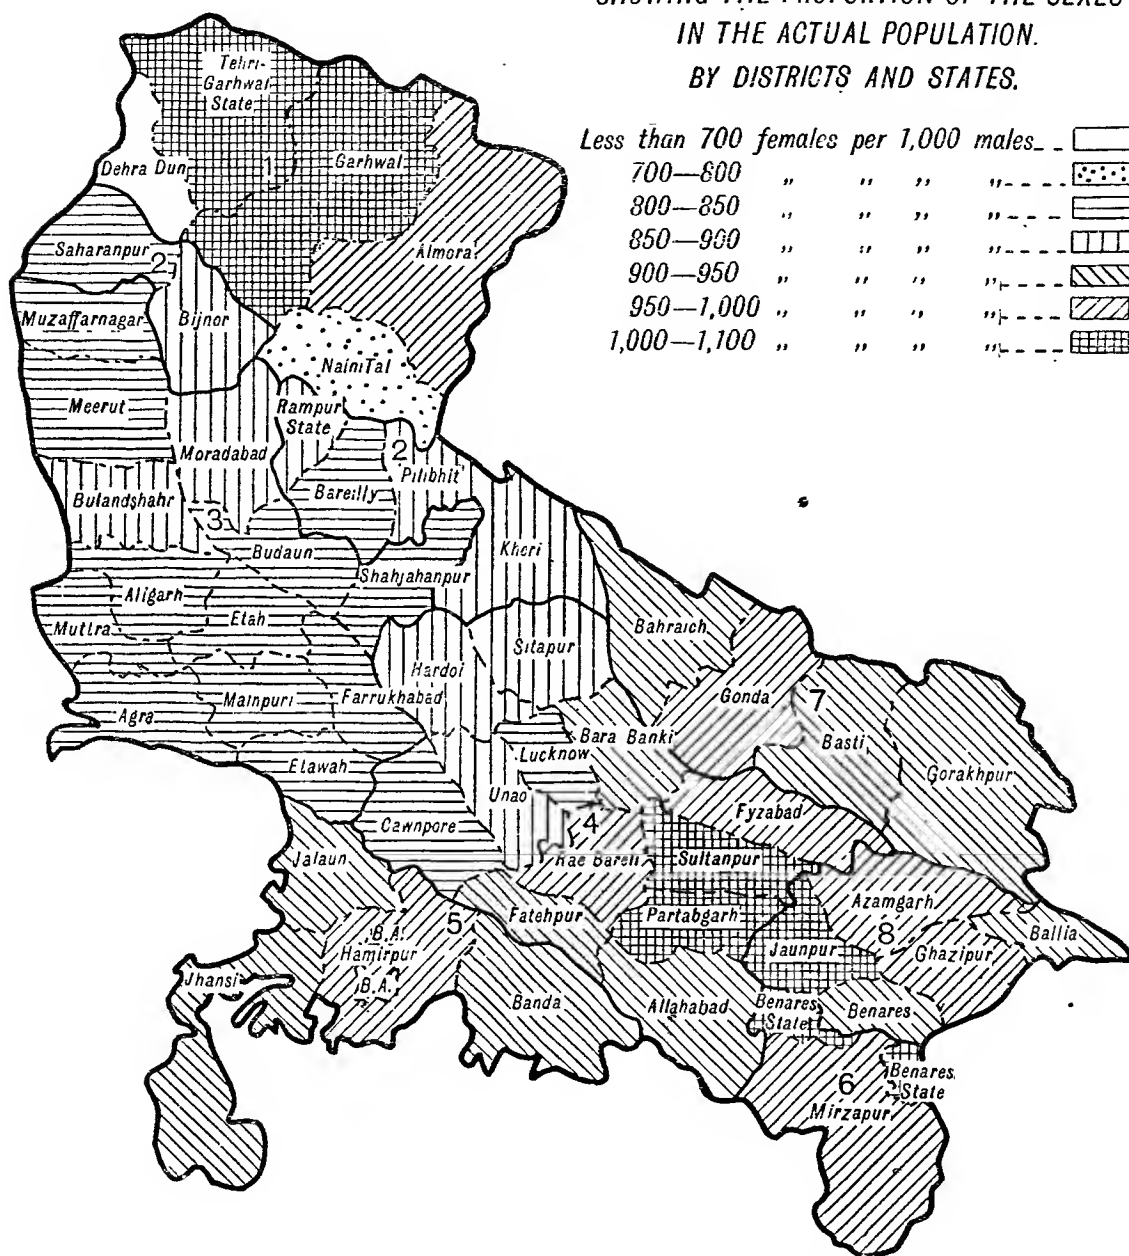 SHOWING THE PROPORTION OF THE SEXES
IN THE ACTUAL POPULATION.
BY DISTRICTS AND STATES.
Less than 700 females per 1,000 males
700—800 „ „ „ „
800—850 „ „ „ „
850—900 „ „ „ „
900—950 „ „ „ „
950—1,000 „ „ „ „
1,000—1,100 „ „ „ „
Tehri-
Garhwal
State
1
Garhwal
Dehra Dun
Almora
Saharanpur
2
Muzaffarnagar
Bijnor
Naini Tal
Meerut
Rampur
State
Moradabad
2
Pilibhit
Bulandshahr
Bareilly
3
Budaun
Kheri
Shahjahanpur
Aligarh
Etah
Muttra
Bahraich
Sitapur
Hardoi
Mainpuri
Farrukhabad
Gonda
7
Agra
Bara Banki
Basti
Lucknow
Etawah
Gorakhpur
Unao
Cawnpore
4
Fyzabad
Jalaun
Rae Bareli
Sultanpur
Azamgarh
Fatehpur
Partabgarh
5
B.A.
Hamirpur
B.A.
8
Ballia
Jaunpur
Ghazipur
Jhansi
Banda
Allahabad
Benares
State
Benares
Benares
State
6
Mirzapur